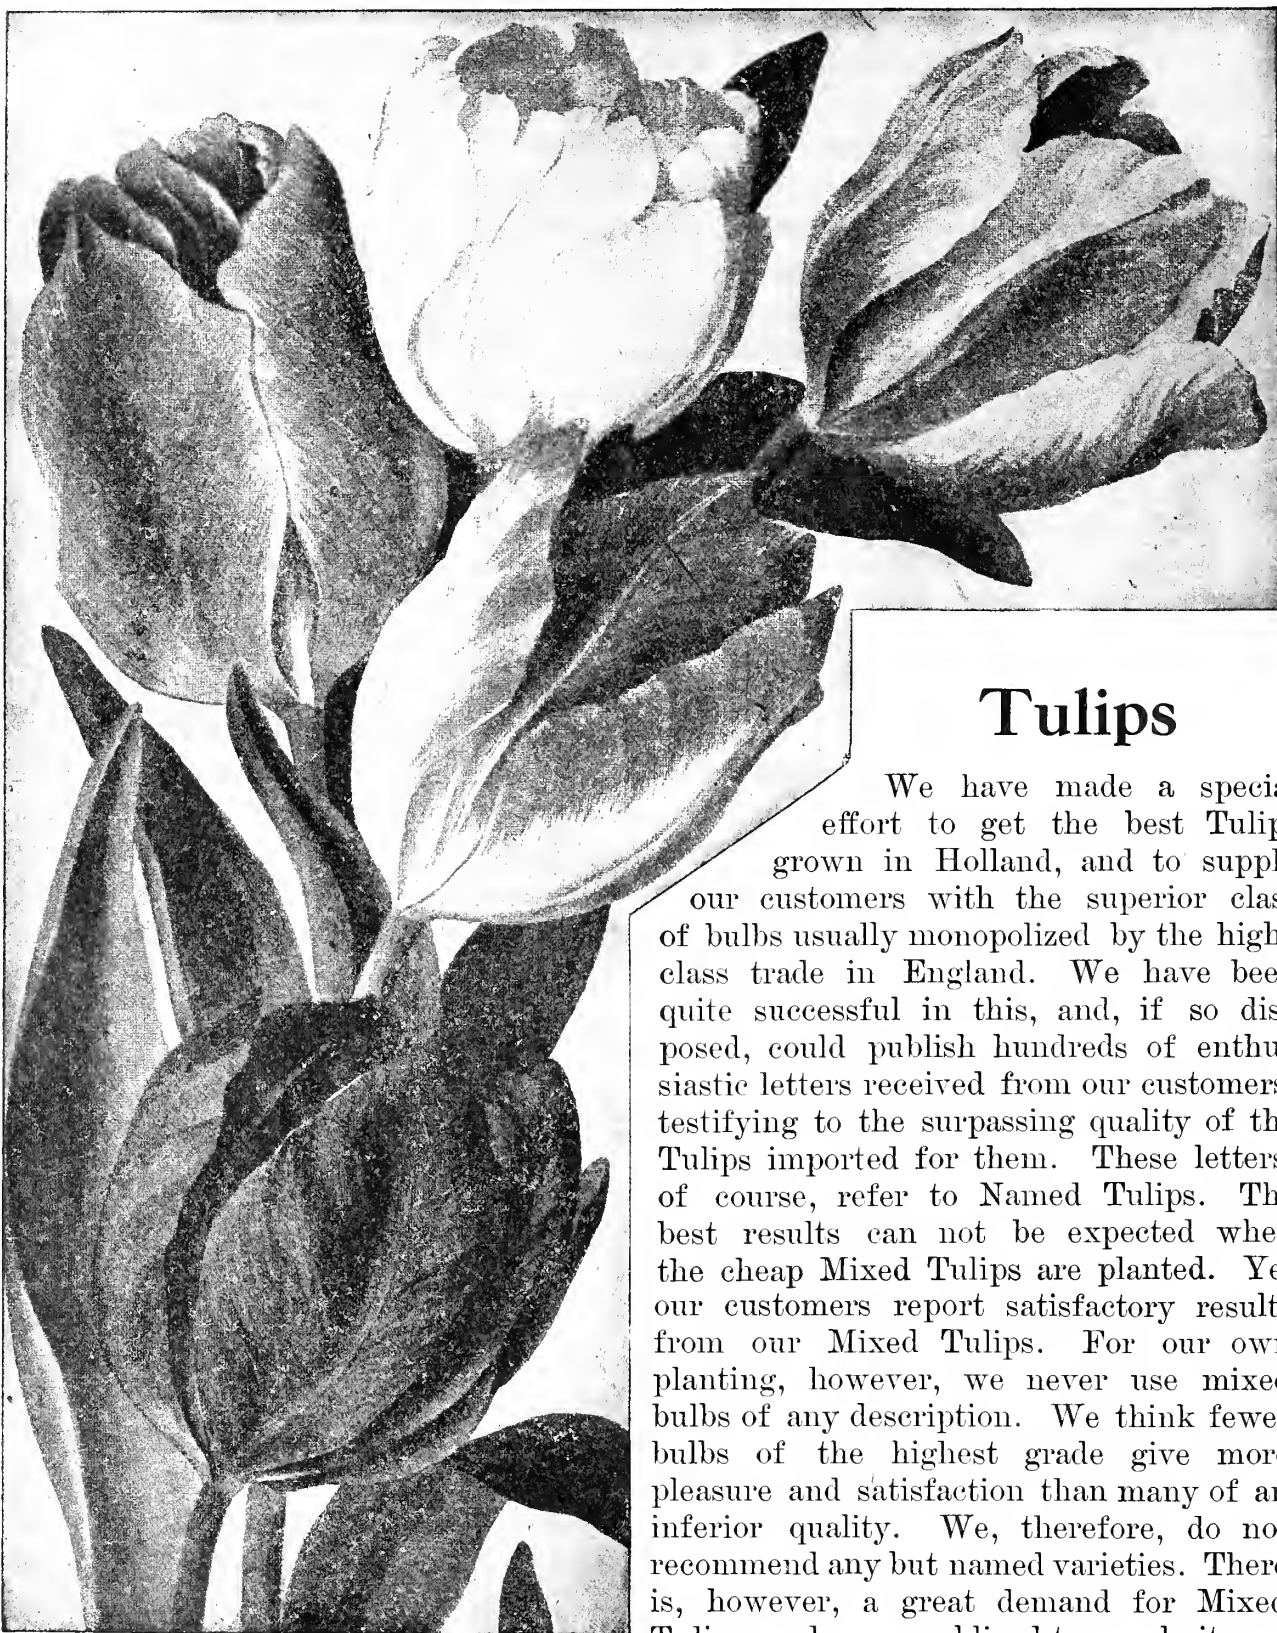 Tulips
We have made a specia
effort to get the best Tulip
grown in Holland, and to suppl
our customers with the superior clas
of bulbs usually monopolized by the high
class trade in England. We have bee
quite successful in this, and, if so dis
posed, could publish hundreds of enthu
siastic letters received from our customers
testifying to the surpassing quality of th
Tulips imported for them. These letters
of course, refer to Named Tulips. Th
best results can not be expected whe
the cheap Mixed Tulips are planted. Ye
our customers report satisfactory result
from our Mixed Tulips. For our ow
planting, however, we never use mixed
bulbs of any description. We think fewe
bulbs of the highest grade give mor
pleasure and satisfaction than many of an
inferior quality. We, therefore, do no
recommend any but named varieties. There
is, however, a great demand for Mixed